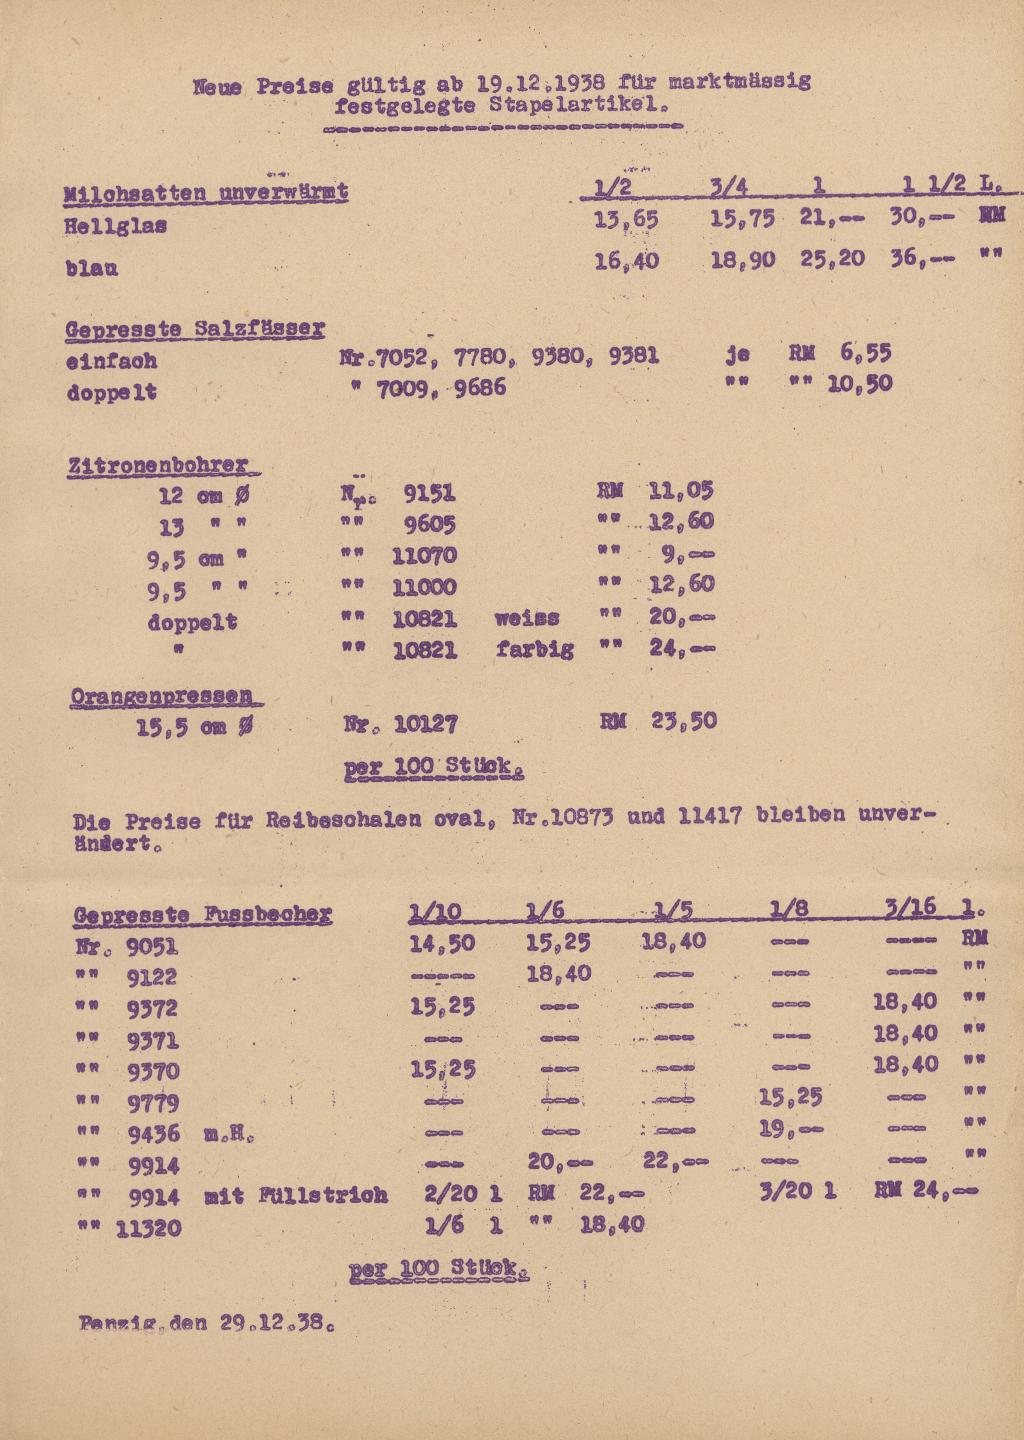 Neue Preise gültig ab 19.12.1938 für marktmässig
festgelegte Stapelartikel.
Milchsatten unverwärmt 1/2 3/4 1 1 1/2 L.
Hellglas 13,65 15,75 21,-- 30,-- RM
blau 16,40 18,90 25,20 36,-- ""
Gepresste Salzfässer
einfach Nr.7052, 7780, 9380, 9381 je RM 6,55
doppelt " 7009, 9686 "" "" 10,50
Zitronenbohrer
12 cm Ø Nr. 9151 RM 11,05
13 " " "" 9605 "" 12,60
9,5 cm " "" 11070 "" 9,--
9,5 " " "" 11000 "" 12,60
doppelt "" 10821 weiss "" 20,--
" "" 10821 farbig "" 24,--
Orangenpressen
15,5 cm Ø Nr. 10127 RM 23,50
per 100 Stück.
Die Preise für Reibeschalen oval, Nr.10873 und 11417 bleiben unver-
ändert.
Gepresste Fussbecher 1/10 1/6 1/5 1/8 3/16 l.
Nr. 9051 14,50 15,25 18,40 --- ---- RM
"" 9122 ----- 18,40 --- --- ---- ""
"" 9372 15,25 --- --- --- 18,40 ""
"" 9371 --- --- --- --- 18,40 ""
"" 9370 15,25 --- --- --- 18,40 ""
"" 9779 --- --- --- 15,25 --- ""
"" 9436 m.H. --- --- --- 19,-- --- ""
"" 9914 --- 20,-- 22,-- --- --- ""
"" 9914 mit Füllstrich 2/20 l RM 22,-- 3/20 l RM 24,--
"" 11320 1/6 l "" 18,40
per 100 Stück.
Penzig,den 29.12.38.